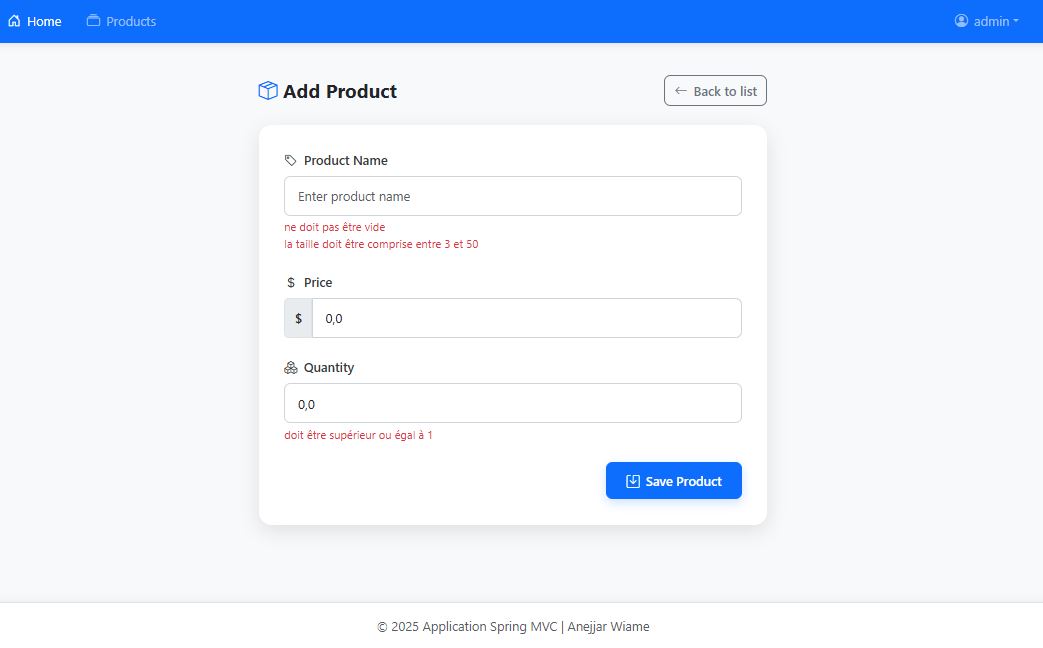 Home Products admin
Add Product
Back to list
Product Name
Enter product name
ne doit pas être vide
la taille doit être comprise entre 3 et 50
$ Price
$ 0,0
Quantity
0,0
doit être supérieur ou égal à 1
Save Product
© 2025 Application Spring MVC | Anejjar Wiame